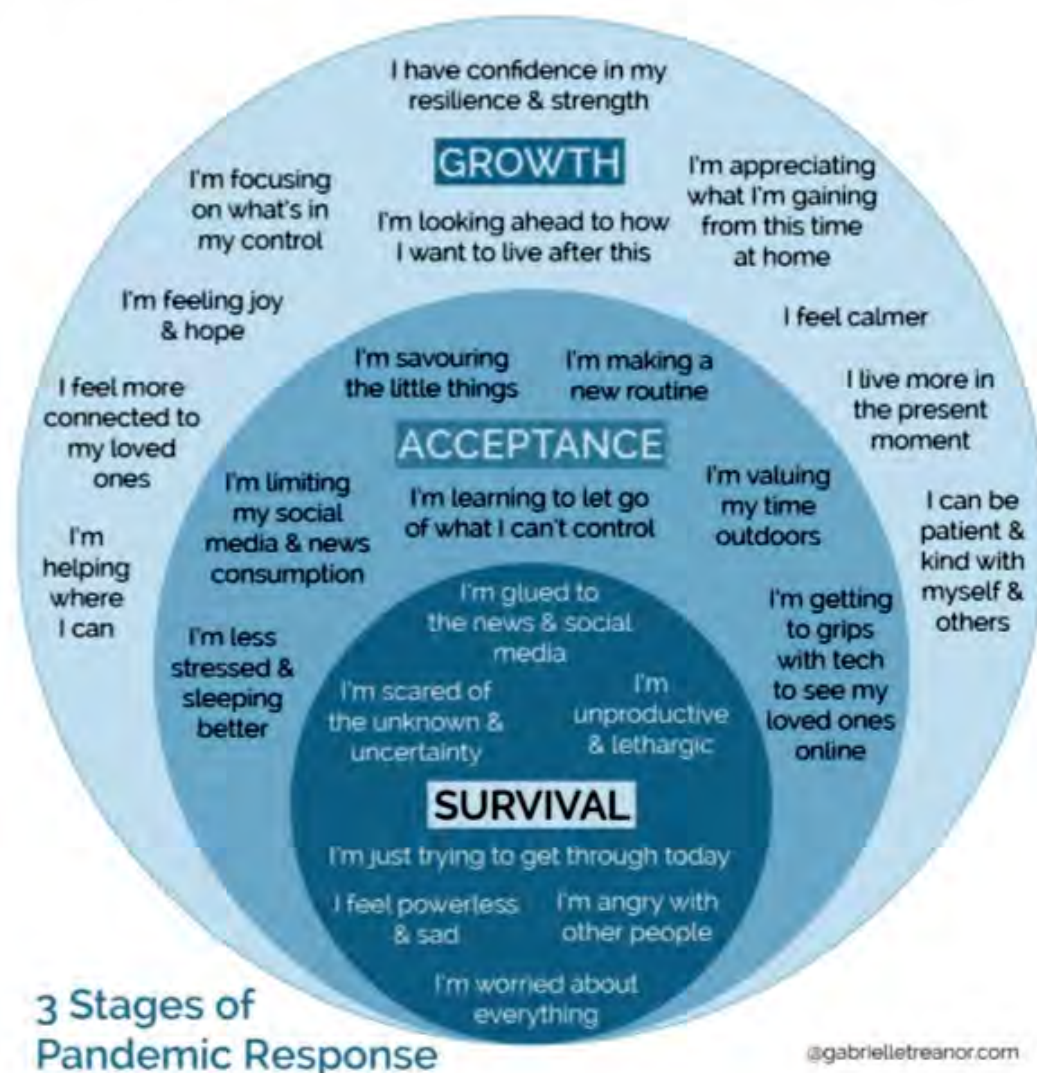 I have confidence in my
resilience & strength
GROWTH
I'm focusing
on what's in
my control
I'm looking ahead to how
I want to live after this
I'm appreciating
what I'm gaining
from this time
at home
I'm feeling joy
& hope
I feel calmer
I feel more
connected to
my loved
ones
I live more in
the present
moment
I'm
helping
where
I can
I can be
patient &
kind with
myself &
others
I'm savouring
the little things
I'm making a
new routine
ACCEPTANCE
I'm limiting
my social
media & news
consumption
I'm learning to let go
of what I can't control
I'm valuing
my time
outdoors
I'm less
stressed &
sleeping
better
I'm getting
to grips
with tech
to see my
loved ones
online
I'm glued to
the news & social
media
I'm scared of
the unknown &
uncertainty
I'm
unproductive
& lethargic
SURVIVAL
I'm just trying to get through today
I feel powerless
& sad
I'm angry with
other people
I'm worried about
everything
3 Stages of
Pandemic Response
@gabrielletreanor.com